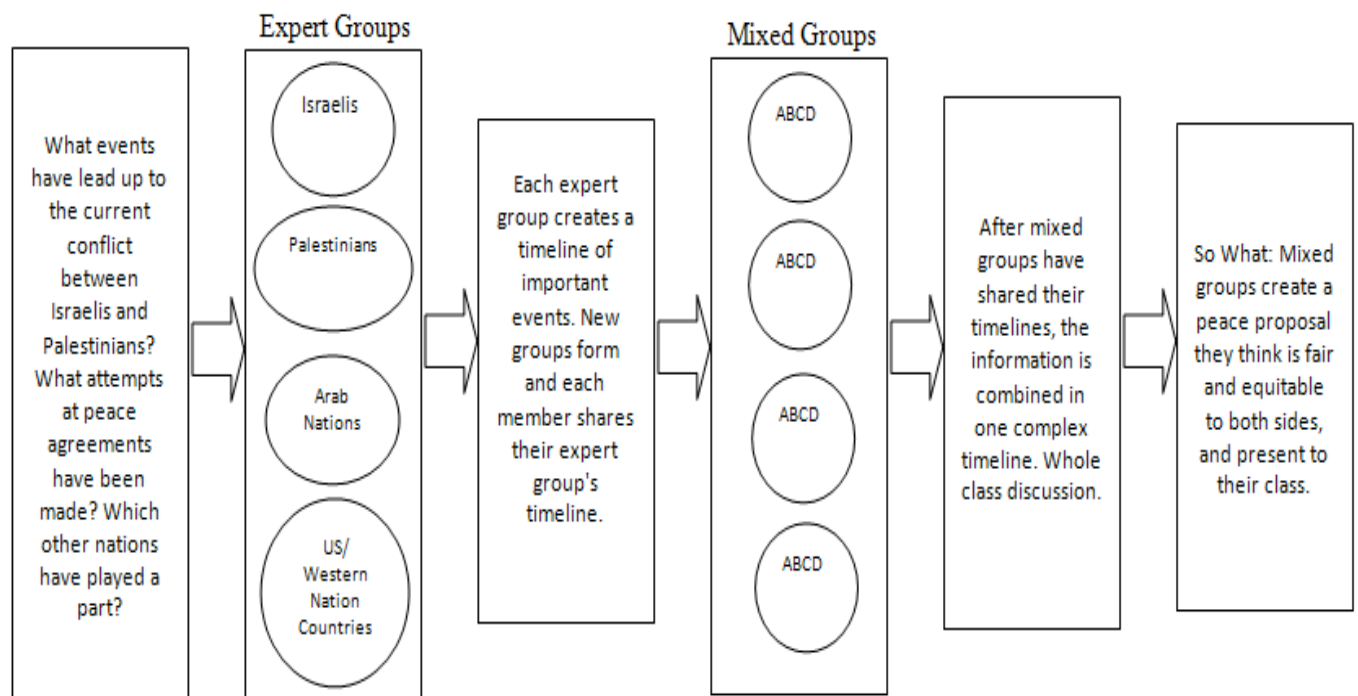 What events
have lead up to
the current
conflict
between
Israelis and
Palestinians?
What attempts
at peace
agreements
have been
made? Which
other nations
have played a
part?
Expert Groups
Israelis
Palestinians
Arab
Nations
US/
Western
Nation
Countries
Each expert
group creates a
timeline of
important
events. New
groups form
and each
member shares
their expert
group's
timeline.
Mixed Groups
ABCD
ABCD
ABCD
ABCD
After mixed
groups have
shared their
timelines, the
information is
combined in
one complex
timeline. Whole
class discussion.
So What: Mixed
groups create a
peace proposal
they think is fair
and equitable
to both sides,
and present to
their class.